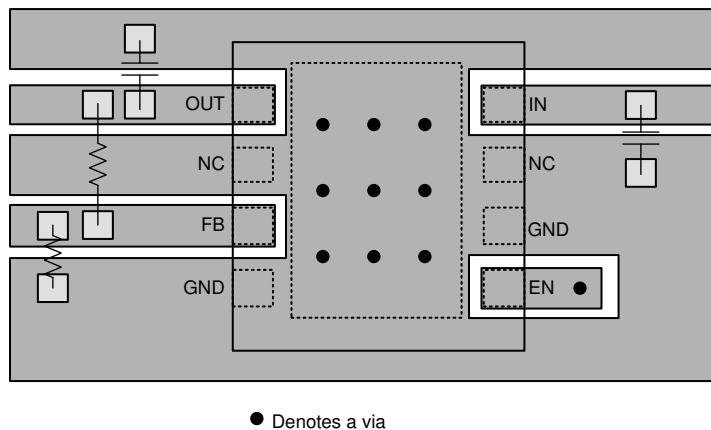 OUT
IN
NC
NC
FB
GND
GND
EN
Denotes a via